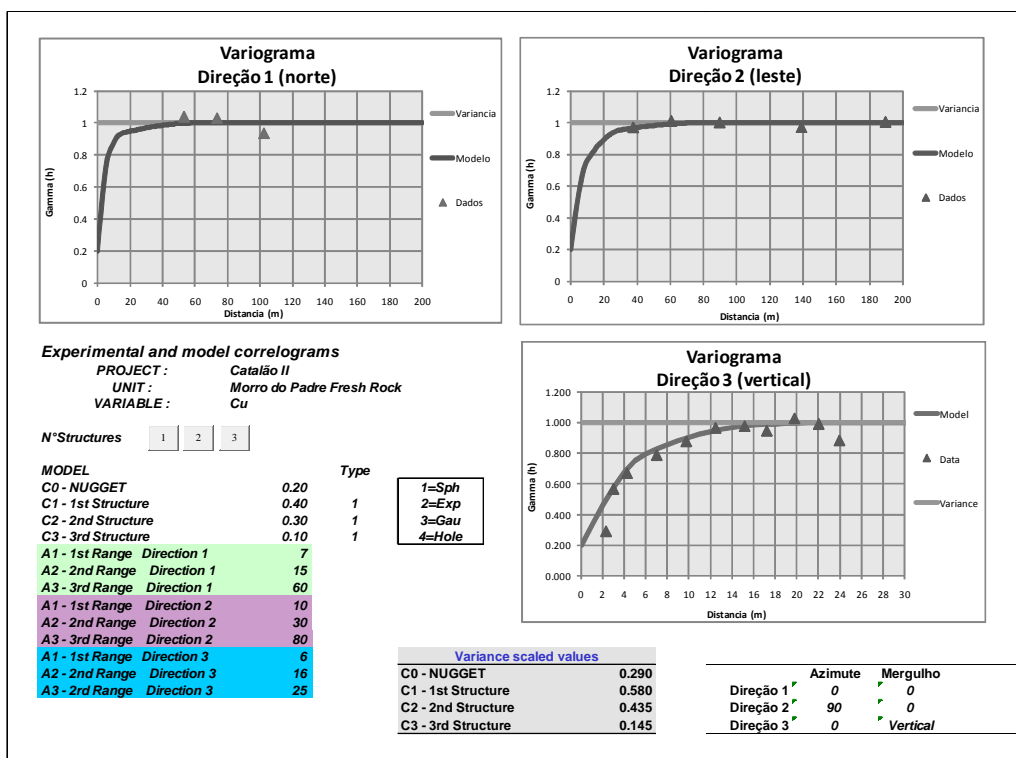 Variograma
Direção 1 (norte)
1.2
1
0.8
0.6
0.4
0.2
0
Gamma (h)
0 20 40 60 80 100 120 140 160 180 200
Distancia (m)
Variancia
Modelo
Dados
Variograma
Direção 2 (leste)
1.2
1
0.8
0.6
0.4
0.2
0
Gamma (h)
0 20 40 60 80 100 120 140 160 180 200
Distancia (m)
Variancia
Modelo
Dados
Experimental and model correlograms
PROJECT : Catalão II
UNIT : Morro do Padre Fresh Rock
VARIABLE : Cu
N°Structures 1 2 3
MODEL Type
C0 - NUGGET 0.20
C1 - 1st Structure 0.40 1
C2 - 2nd Structure 0.30 1
C3 - 3rd Structure 0.10 1
1=Sph
2=Exp
3=Gau
4=Hole
A1 - 1st Range Direction 1 7
A2 - 2nd Range Direction 1 15
A3 - 3rd Range Direction 1 60
A1 - 1st Range Direction 2 10
A2 - 2nd Range Direction 2 30
A3 - 3rd Range Direction 2 80
A1 - 1st Range Direction 3 6
A2 - 2nd Range Direction 3 16
A3 - 2rd Range Direction 3 25
Variograma
Direção 3 (vertical)
1.200
1.000
0.800
0.600
0.400
0.200
0.000
Gamma (h)
0 2 4 6 8 10 12 14 16 18 20 22 24 26 28 30
Distancia (m)
Model
Data
Variance
Variance scaled values
C0 - NUGGET 0.290
C1 - 1st Structure 0.580
C2 - 2nd Structure 0.435
C3 - 3rd Structure 0.145
Azimute Mergulho
Direção 1 0 0
Direção 2 90 0
Direção 3 0 Vertical